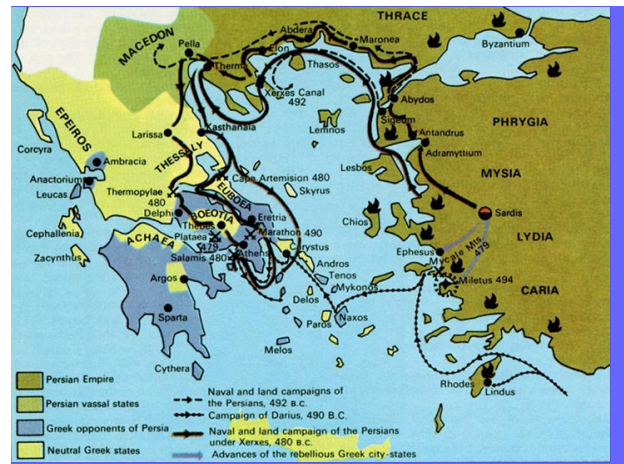 THRACE
MACEDON
Abdera
Maronea
Eion
Byzantium
Pella
Therma
Thasos
Xerxes Canal
492
Abydos
Sigeum
PHRYGIA
EPEIROS
Larissa
Kasthanaia
Lemnos
Antandrus
Adramyttium
Corcyra
THESSALY
Ambracia
Lesbos
MYSIA
Anactorium
Leucas
Thermopylae
480
Cape Artemision 480
Skyrus
EUBOEA
Sardis
Delphi
BOEOTIA
Eretria
Chios
Cephallenia
Thebes
Marathon 490
LYDIA
ACHAEA
Plataea
479
Athens
Carystus
Ephesus
Mycale Mts.
479
Zacynthus
Salamis 480
Andros
Tenos
Mykonos
Miletus 494
Argos
Delos
CARIA
Sparta
Paros
Naxos
Melos
Cythera
Rhodes
Lindus
Persian Empire
Persian vassal states
Greek opponents of Persia
Neutral Greek states
Naval and land campaigns of
the Persians, 492 B.C.
Campaign of Darius, 490 B.C.
Naval and land campaign of the Persians
under Xerxes, 480 B.C.
Advances of the rebellious Greek city-states